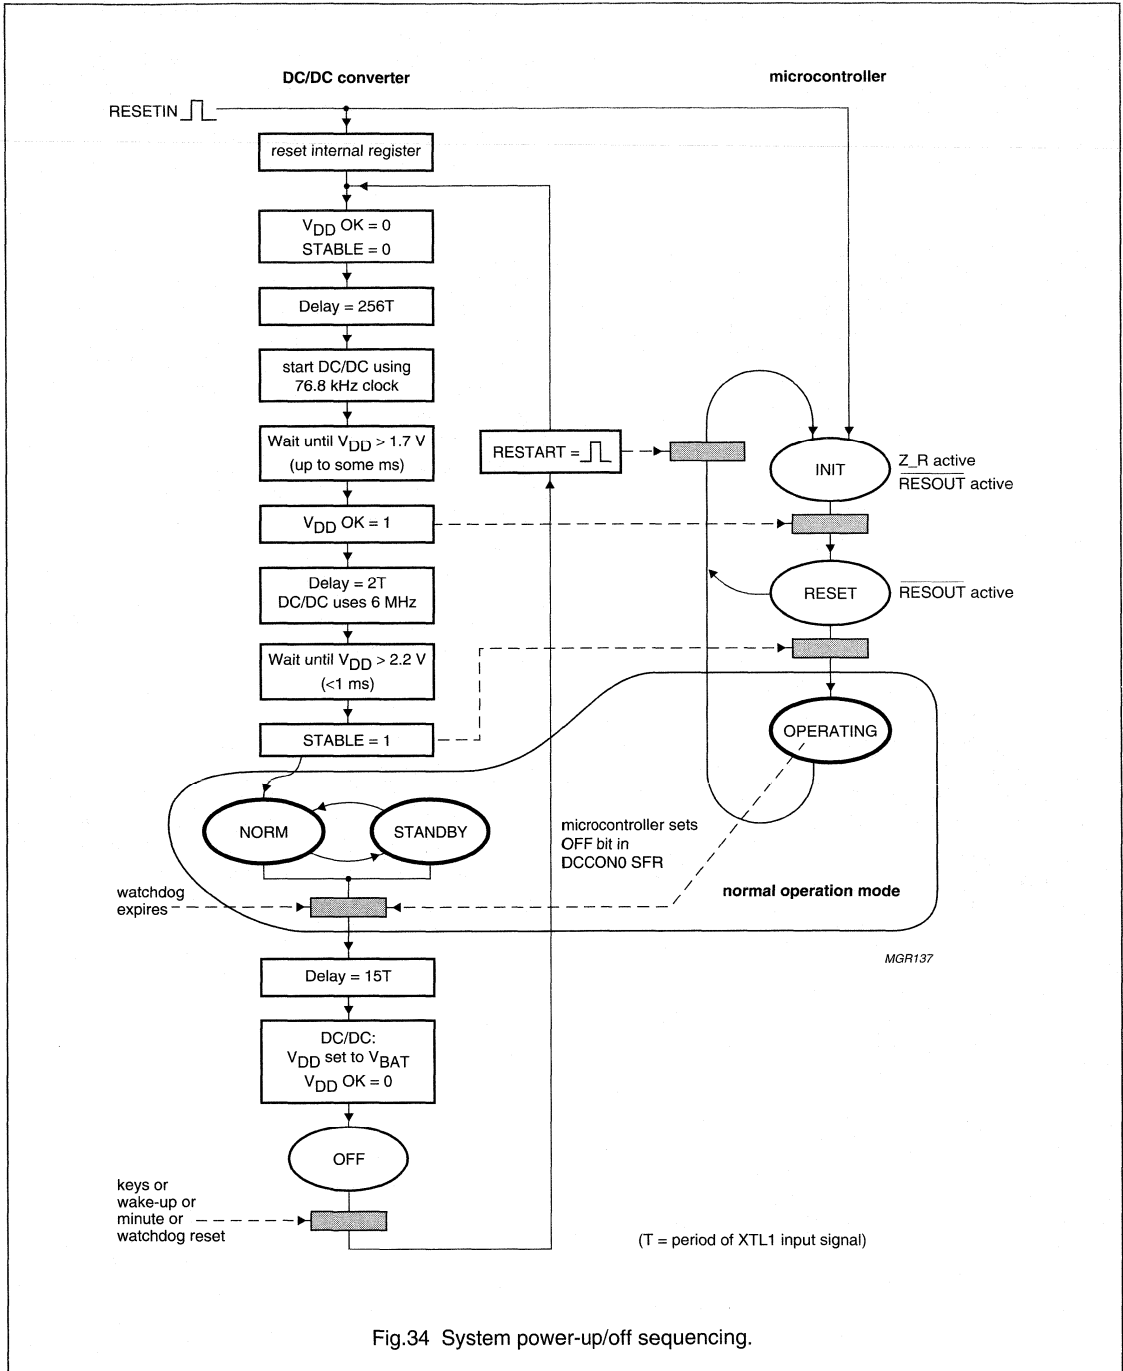 DC/DC converter
microcontroller
RESETIN
reset internal register
VDD OK = 0
STABLE = 0
Delay = 256T
start DC/DC using
76.8 kHz clock
Wait until VDD > 1.7 V
(up to some ms)
RESTART =
INIT
Z_R active
RESOUT active
VDD OK = 1
Delay = 2T
DC/DC uses 6 MHz
RESET
RESOUT active
Wait until VDD > 2.2 V
(<1 ms)
STABLE = 1
OPERATING
NORM
STANDBY
microcontroller sets
OFF bit in
DCCON0 SFR
normal operation mode
watchdog
expires
MGR137
Delay = 15T
DC/DC:
VDD set to VBAT
VDD OK = 0
OFF
keys or
wake-up or
minute or
watchdog reset
(T = period of XTL1 input signal)
Fig.34 System power-up/off sequencing.